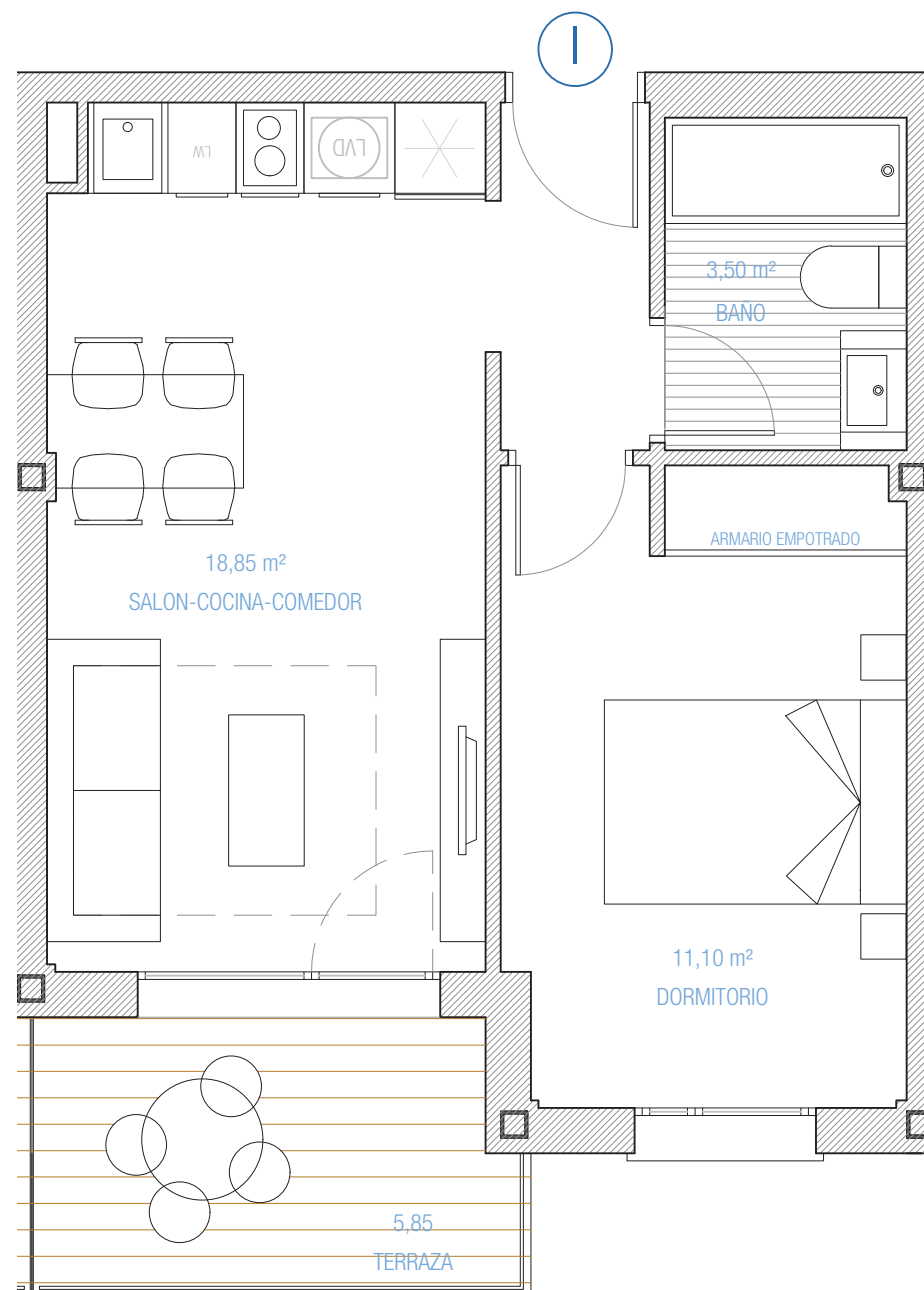 I
LW
LVD
3,50 m²
BAÑO
ARMARIO EMPOTRADO
18,85 m²
SALON-COCINA-COMEDOR
11,10 m²
DORMITORIO
5,85
TERRAZA